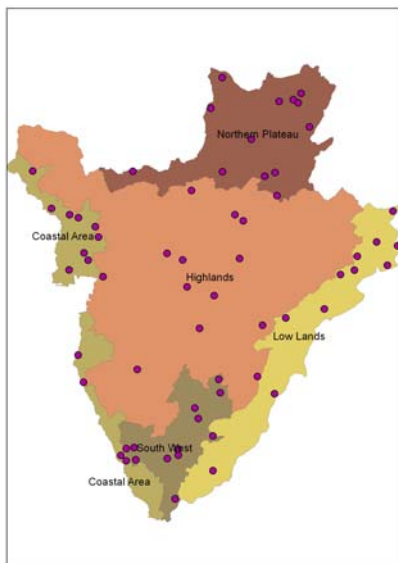 Northern Plateau
Coastal Area
Highlands
Low Lands
South West
Coastal Area